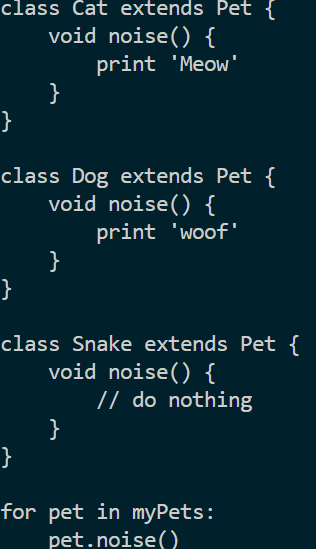 class Cat extends Pet {
    void noise() {
        print 'Meow'
    }
}

class Dog extends Pet {
    void noise() {
        print 'woof'
    }
}

class Snake extends Pet {
    void noise() {
        // do nothing
    }
}

for pet in myPets:
    pet.noise()